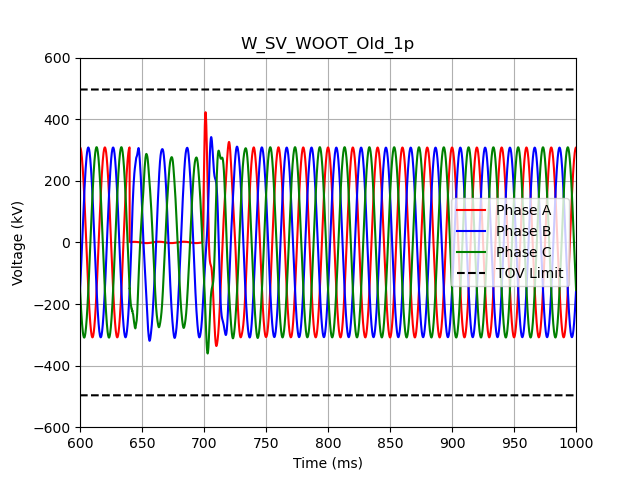 W_SV_WOOT_Old_1p
Voltage (kV)
600
400
200
0
−200
−400
−600
Phase A
Phase B
Phase C
TOV Limit
600 650 700 750 800 850 900 950 1000
Time (ms)